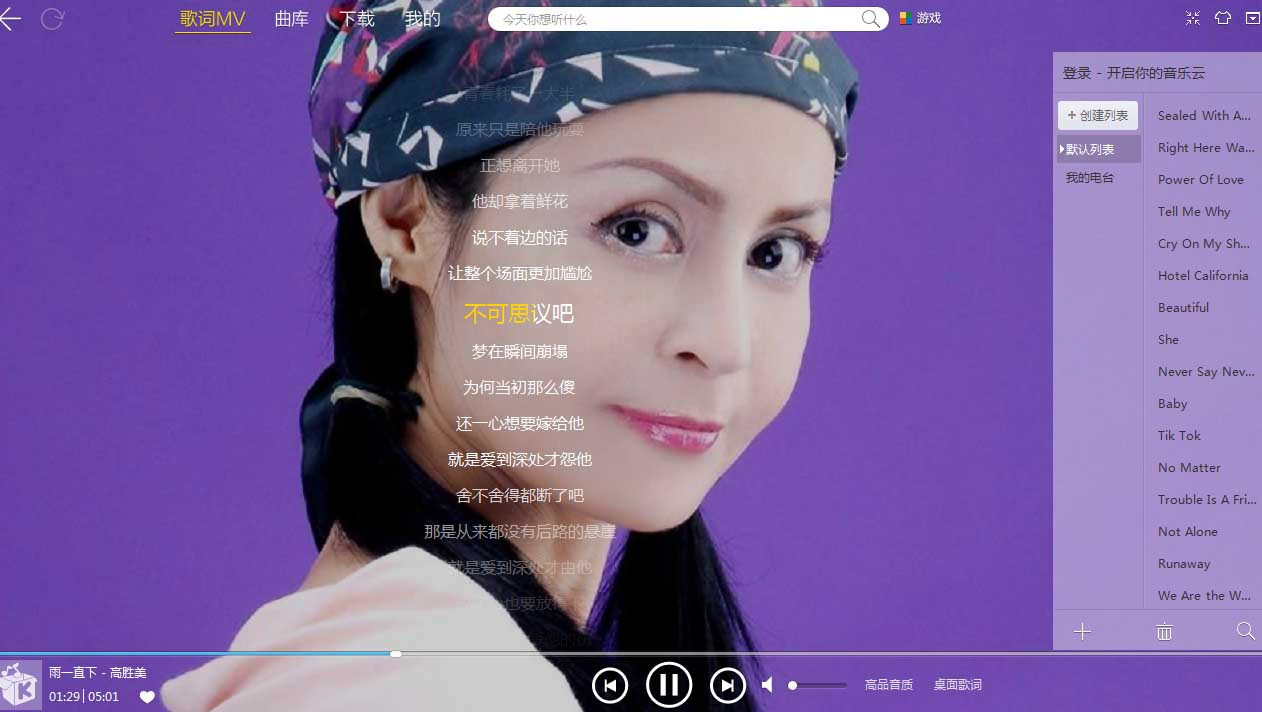 歌词MV 曲库 下载 我的 今天你想听什么 游戏
登录 - 开启你的音乐云
+ 创建列表
默认列表
我的电台
Sealed With A...
Right Here Wa...
Power Of Love
Tell Me Why
Cry On My Sh...
Hotel California
Beautiful
She
Never Say Nev...
Baby
Tik Tok
No Matter
Trouble Is A Fri...
Not Alone
Runaway
We Are the W...
青春耗了一大半
原来只是陪他玩耍
正想离开她
他却拿着鲜花
说不着边的话
让整个场面更加尴尬
不可思议吧
梦在瞬间崩塌
为何当初那么傻
还一心想要嫁给他
就是爱到深处才怨他
舍不舍得都断了吧
那是从来都没有后路的悬崖
就是爱到深处才由他
也要放
雨一直下 - 高胜美
01:29 | 05:01
高品音质 桌面歌词
K